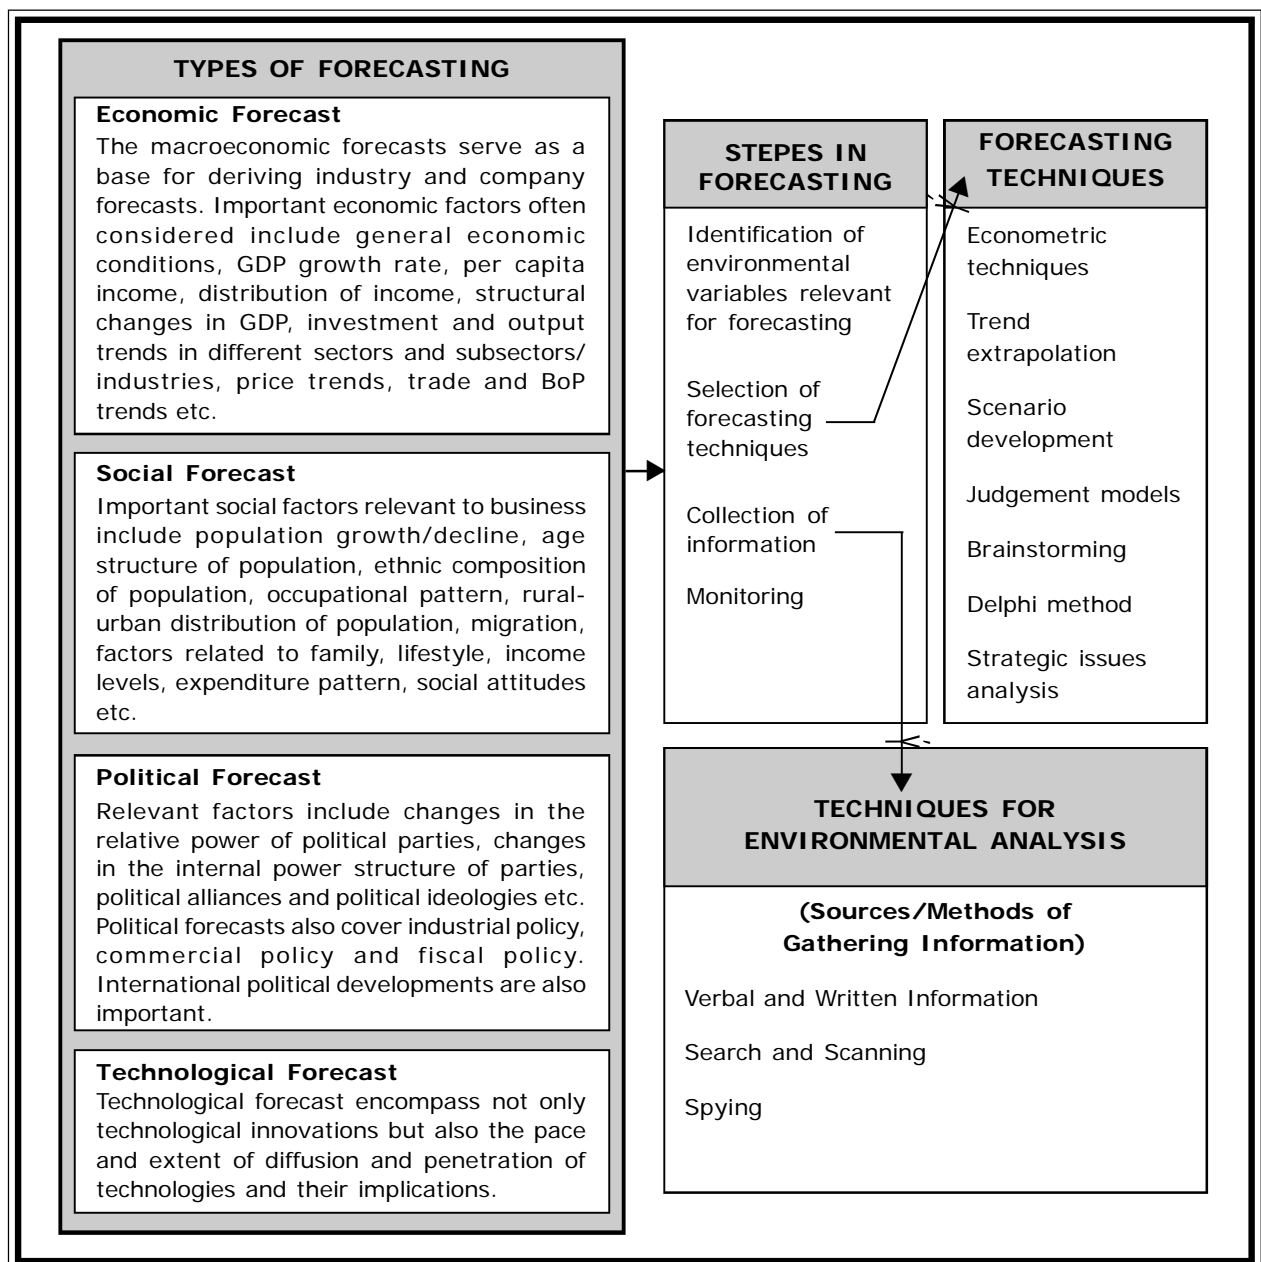 TYPES OF FORECASTING
Economic Forecast
The macroeconomic forecasts serve as a
base for deriving industry and company
forecasts. Important economic factors often
considered include general economic
conditions, GDP growth rate, per capita
income, distribution of income, structural
changes in GDP, investment and output
trends in different sectors and subsectors/
industries, price trends, trade and BoP
trends etc.
Social Forecast
Important social factors relevant to business
include population growth/decline, age
structure of population, ethnic composition
of population, occupational pattern, rural-
urban distribution of population, migration,
factors related to family, lifestyle, income
levels, expenditure pattern, social attitudes
etc.
Political Forecast
Relevant factors include changes in the
relative power of political parties, changes
in the internal power structure of parties,
political alliances and political ideologies etc.
Political forecasts also cover industrial policy,
commercial policy and fiscal policy.
International political developments are also
important.
Technological Forecast
Technological forecast encompass not only
technological innovations but also the pace
and extent of diffusion and penetration of
technologies and their implications.
STEPES IN
FORECASTING
Identification of
environmental
variables relevant
for forecasting
Selection of
forecasting
techniques
Collection of
information
Monitoring
FORECASTING
TECHNIQUES
Econometric
techniques
Trend
extrapolation
Scenario
development
Judgement models
Brainstorming
Delphi method
Strategic issues
analysis
TECHNIQUES FOR
ENVIRONMENTAL ANALYSIS
(Sources/Methods of
Gathering Information)
Verbal and Written Information
Search and Scanning
Spying